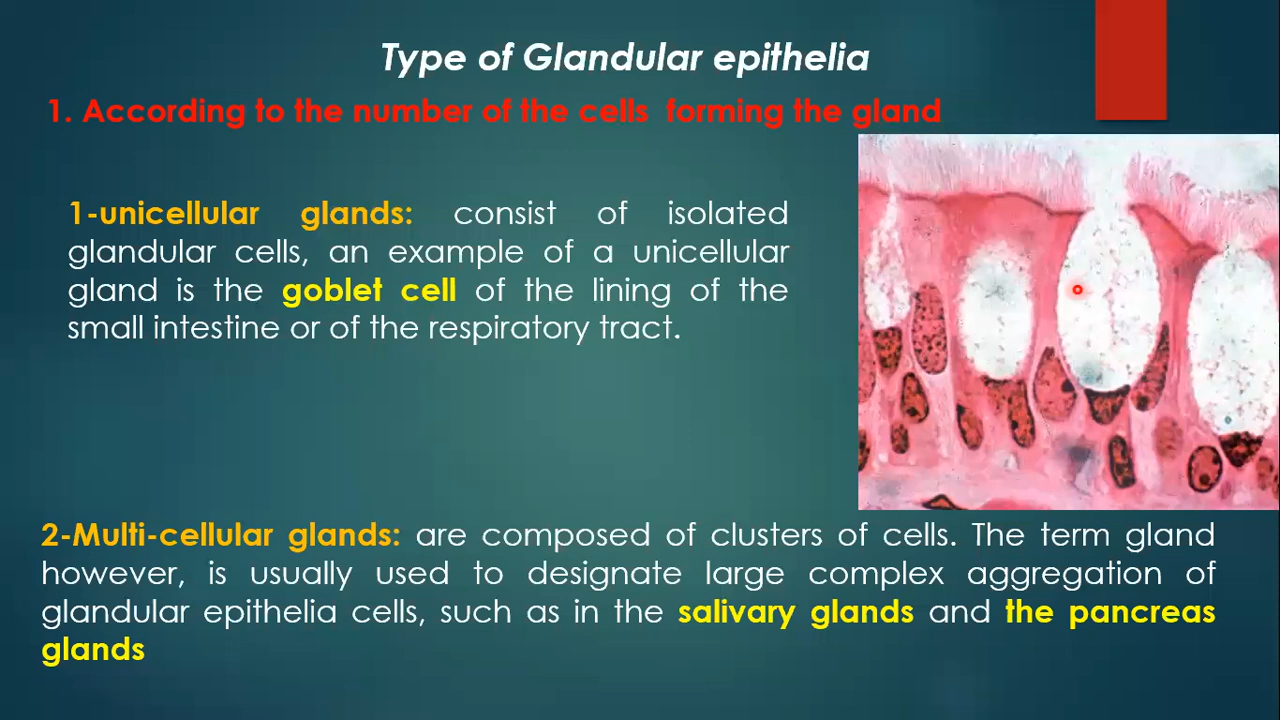 Type of Glandular epithelia
1. According to the number of the cells forming the gland
1-unicellular glands: consist of isolated
glandular cells, an example of a unicellular
gland is the goblet cell of the lining of the
small intestine or of the respiratory tract.
2-Multi-cellular glands: are composed of clusters of cells. The term gland
however, is usually used to designate large complex aggregation of
glandular epithelia cells, such as in the salivary glands and the pancreas
glands